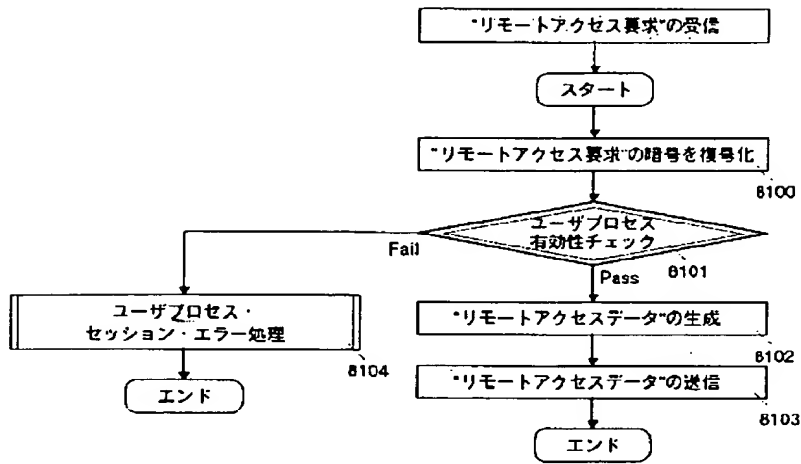 "リモートアクセス要求"の受信
スタート
"リモートアクセス要求"の暗号を復号化
8100
ユーザプロセス
有効性チェック
8101
Fail
Pass
ユーザプロセス・
セッション・エラー処理
8104
エンド
"リモートアクセスデータ"の生成
8102
"リモートアクセスデータ"の送信
8103
エンド